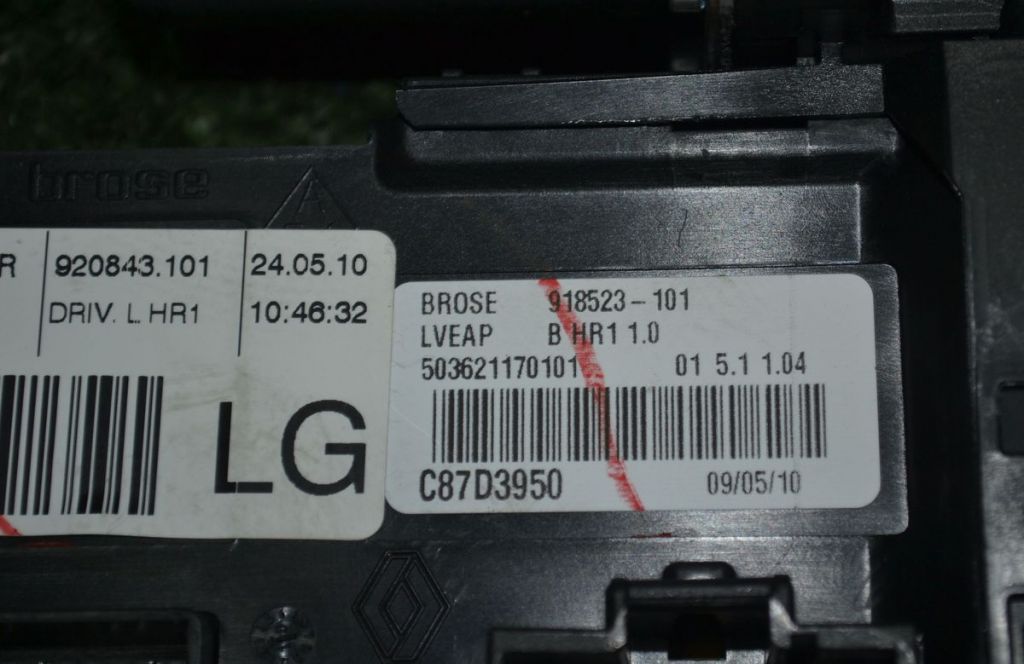 brose
R 920843.101 24.05.10
DRIV. L. HR1 10:46:32
LG
BROSE 918523-101
LVEAP B HR1 1.0
503621170101 01 5.1 1.04
C87D3950 09/05/10